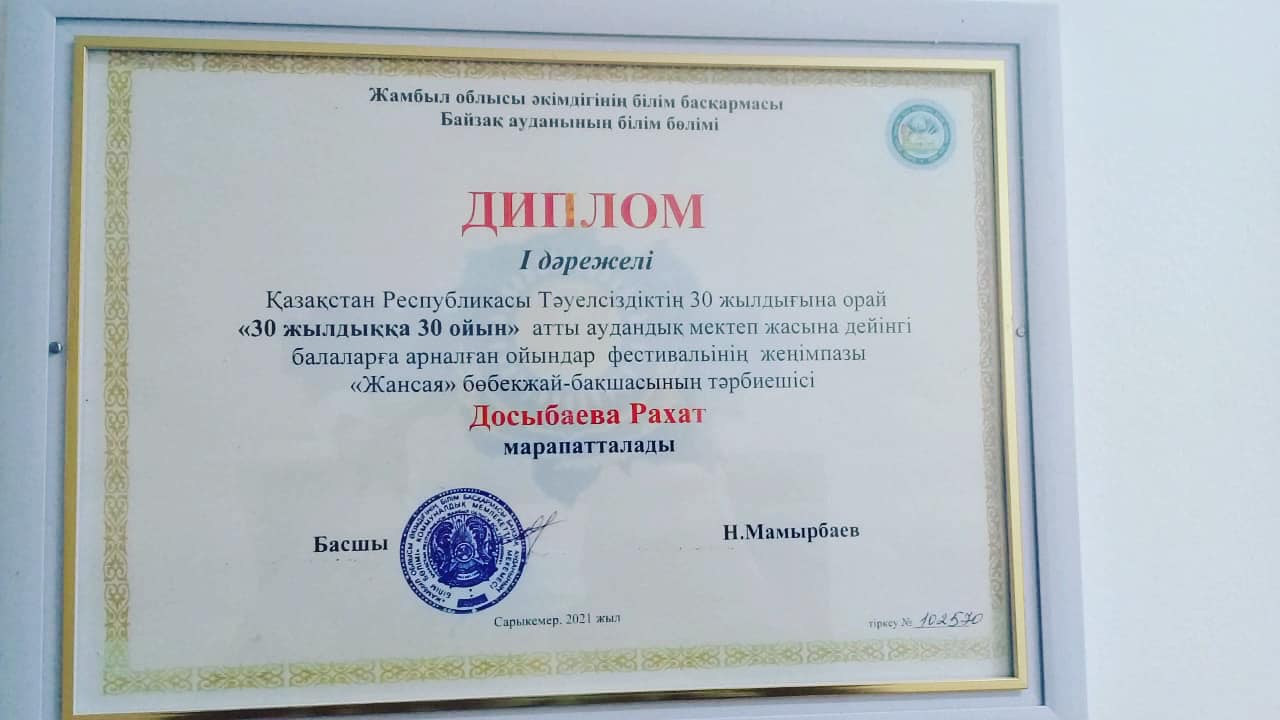 Жамбыл облысы әкімдігінің білім басқармасы
Байзақ ауданының білім бөлімі
ДИПЛОМ
І дәрежелі
Қазақстан Республикасы Тәуелсіздіктің 30 жылдығына орай
«30 жылдыққа 30 ойын» атты аудандық мектеп жасына дейінгі
балаларға арналған ойындар фестивальінің жеңімпазы
«Жансая» бөбекжай-бақшасының тәрбиешісі
Досыбаева Рахат
марапатталады
Басшы
Н.Мамырбаев
Сарыкемер, 2021 жыл
тіркеу № 102570